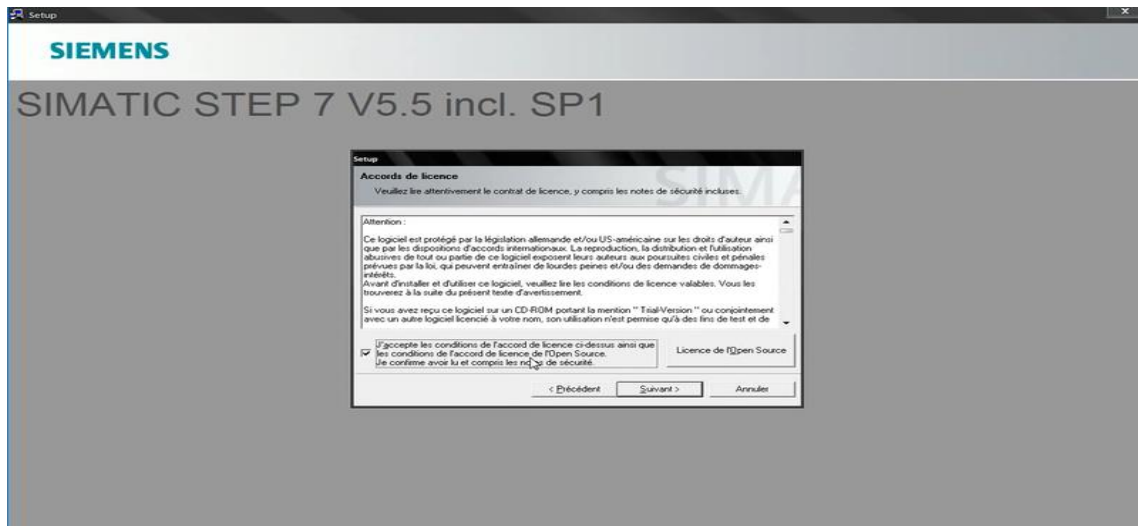 Setup
SIEMENS
SIMATIC STEP 7 V5.5 incl. SP1
Setup
Accords de licence
Veuillez lire attentivement le contrat de licence, y compris les notes de sécurité incluses.
SIMA
Attention :
Ce logiciel est protégé par la législation allemande et/ou US-américaine sur les droits d'auteur ainsi
que par les dispositions d'accords internationaux. La reproduction, la distribution et l'utilisation
abusives de tout ou partie de ce logiciel exposent leurs auteurs aux poursuites civiles et pénales
prévues par la loi, qui peuvent entraîner de lourdes peines et/ou des demandes de dommages-
intérêts.
Avant d'installer et d'utiliser ce logiciel, veuillez lire les conditions de licence valables. Vous les
trouverez à la suite du présent texte d'avertissement.
Si vous avez reçu ce logiciel sur un CD-ROM portant la mention " Trial-Version " ou conjointement
avec un autre logiciel licencié à votre nom, son utilisation n'est permise qu'à des fins de test et de
J'accepte les conditions de l'accord de licence ci-dessus ainsi que
les conditions de l'accord de licence de l'Open Source.
Je confirme avoir lu et compris les notes de sécurité.
Licence de l'Open Source
< Précédent
Suivant >
Annuler